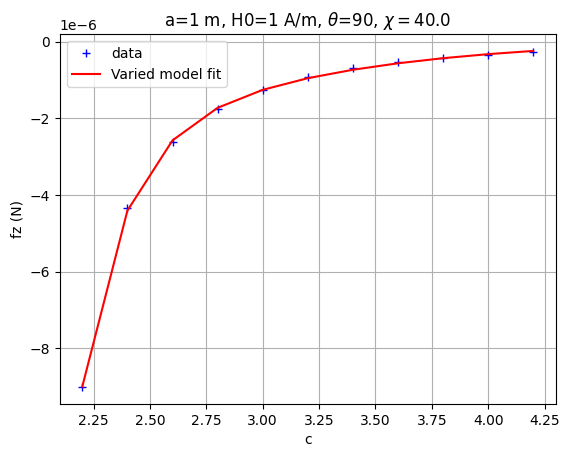 a=1 m, H0=1 A/m, θ=90, χ = 40.0
1e−6
data
Varied model fit
0
−2
−4
−6
−8
fz (N)
2.25 2.50 2.75 3.00 3.25 3.50 3.75 4.00 4.25
c